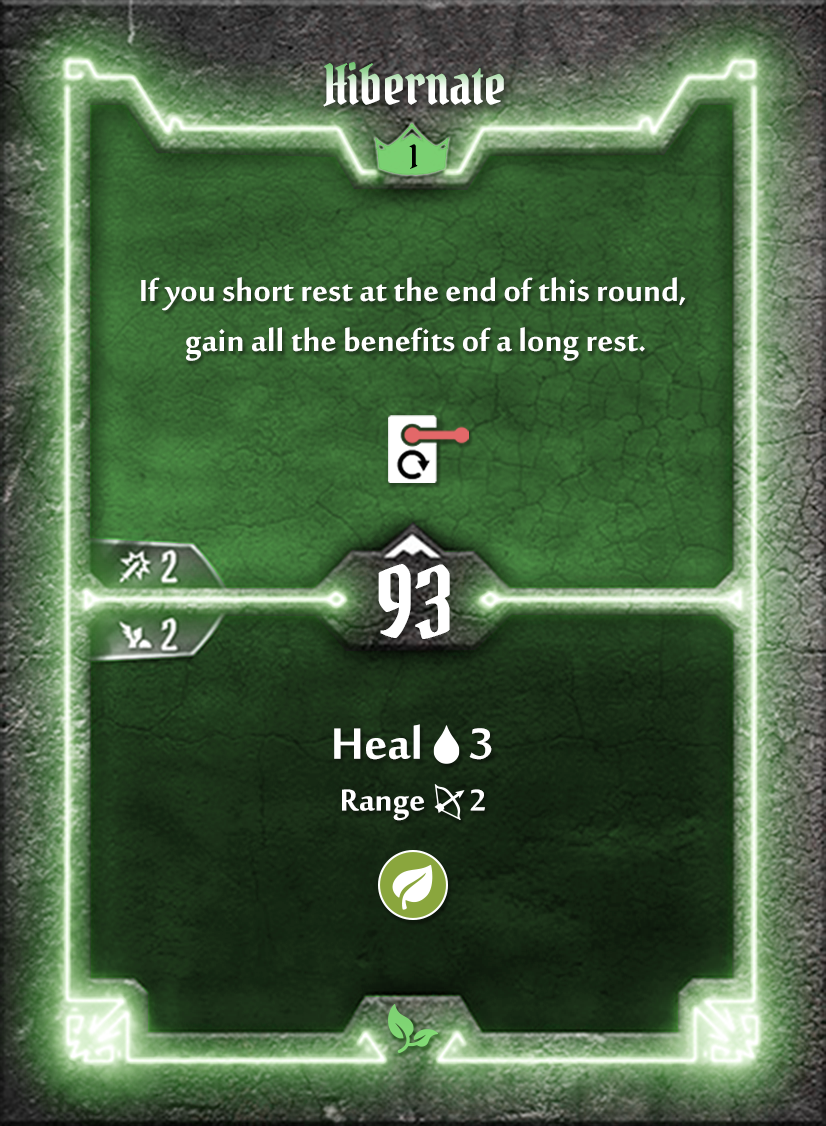 Hibernate
1
If you short rest at the end of this round,
gain all the benefits of a long rest.
2
93
2
Heal 3
Range 2